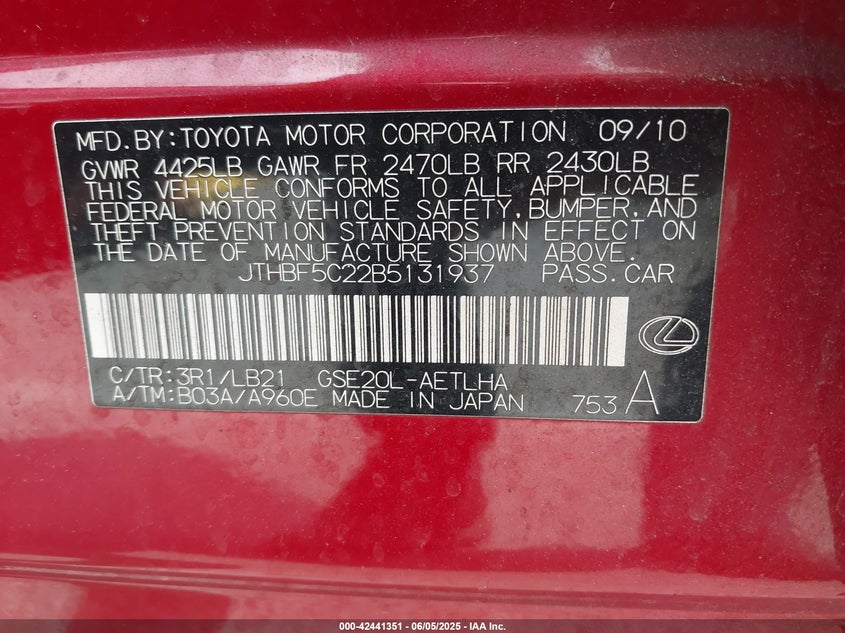 MFD.BY:TOYOTA MOTOR CORPORATION 09/10
GVWR 4425LB GAWR FR 2470LB RR 2430LB
THIS VEHICLE CONFORMS TO ALL APPLICABLE
FEDERAL MOTOR VEHICLE SAFETY,BUMPER,AND
THEFT PREVENTION STANDARDS IN EFFECT ON
THE DATE OF MANUFACTURE SHOWN ABOVE.
JTHBF5C22B5131937 PASS.CAR
C/TR:3R1/LB21 GSE20L-AETLHA
A/TM:B03A/A960E MADE IN JAPAN 753 A
000-42441351 | 06/05/2025 - IAA Inc.